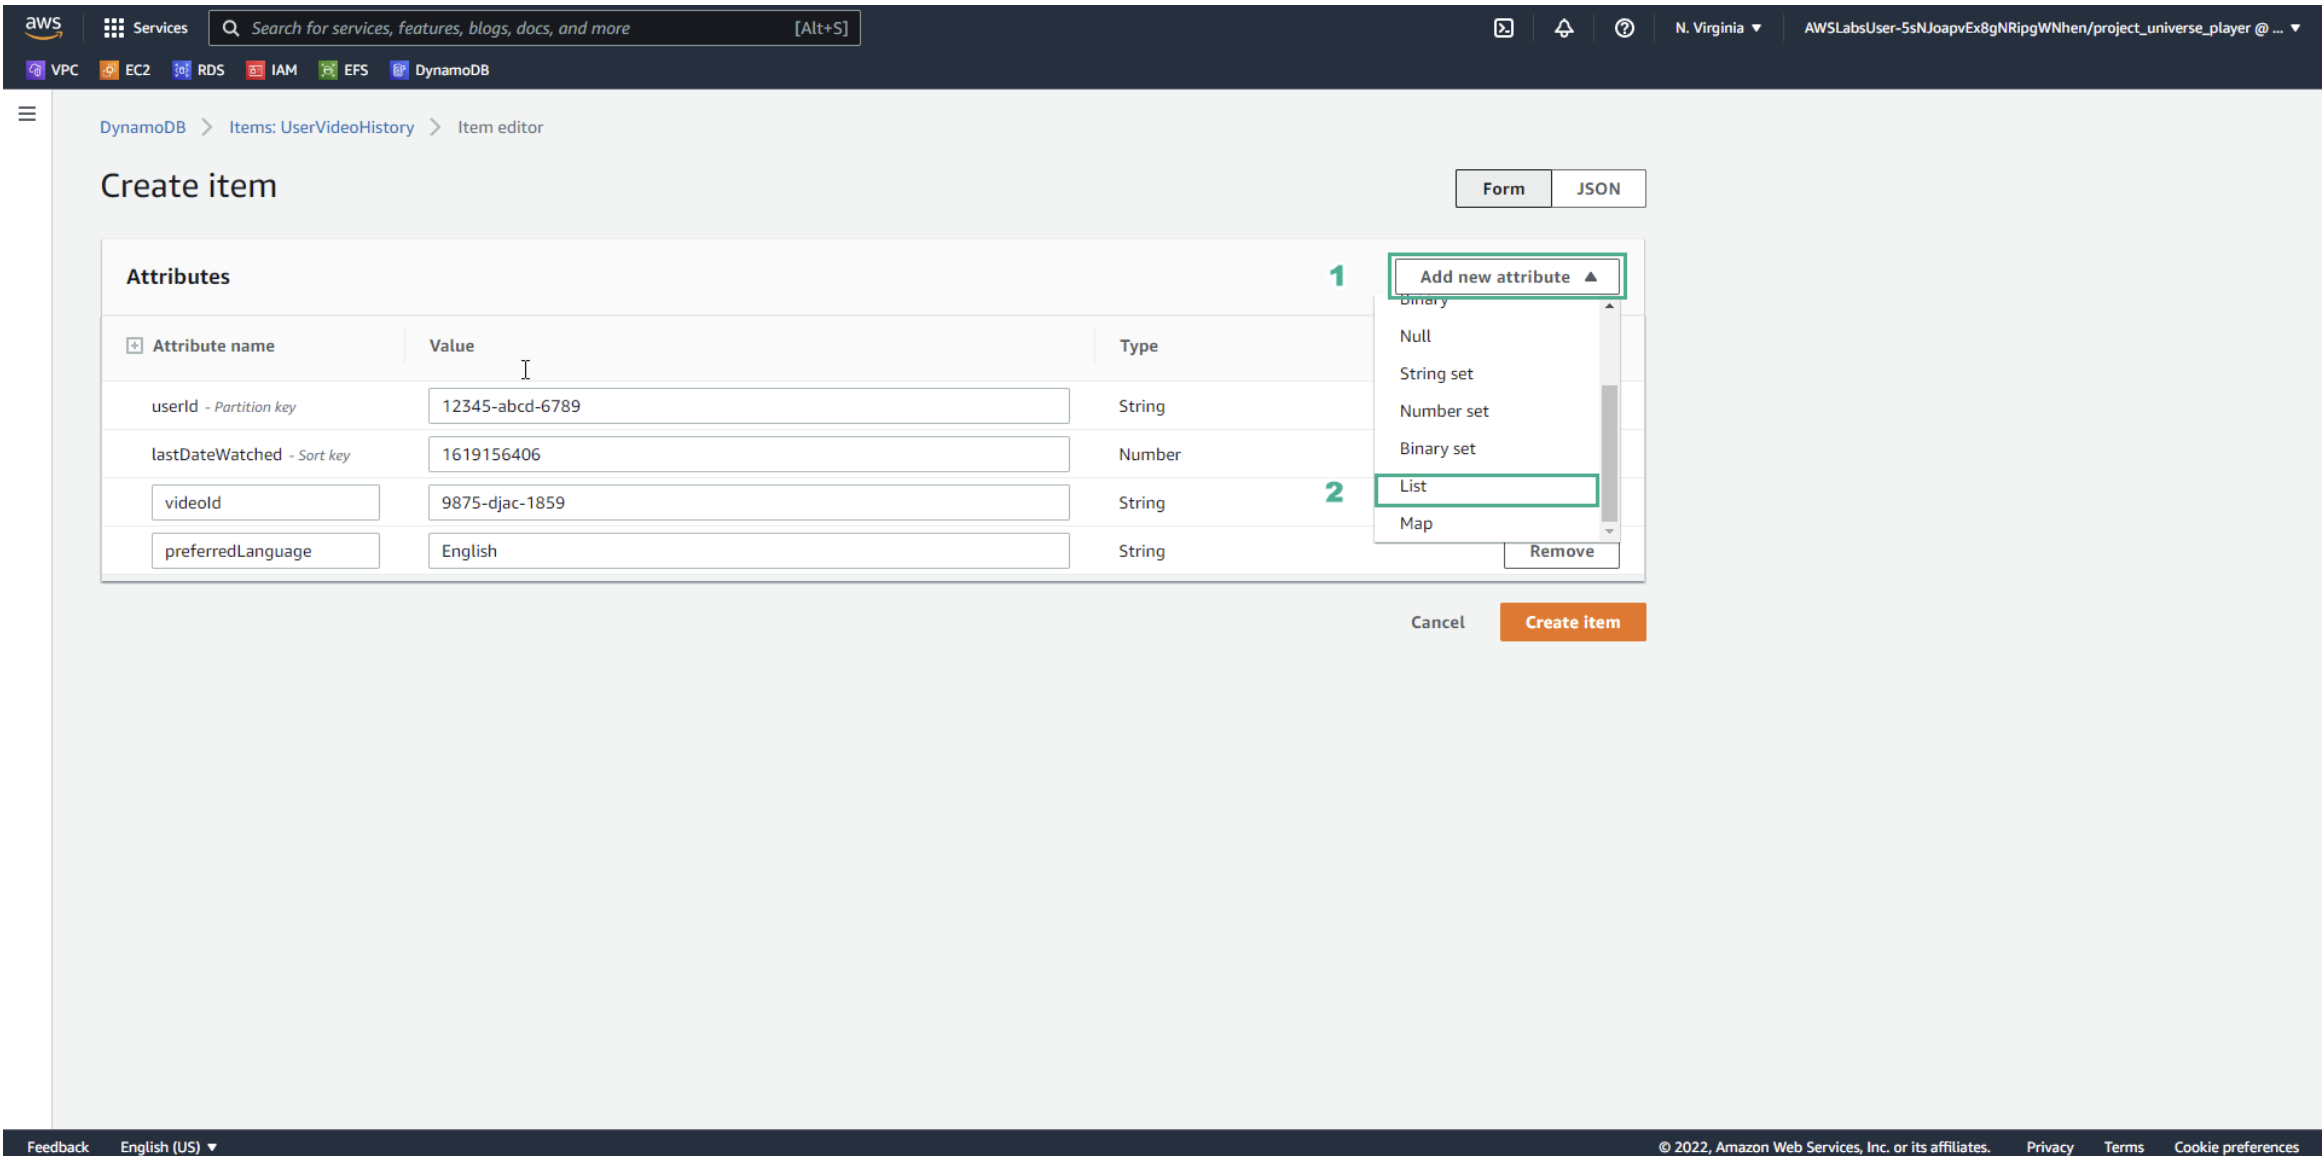 aws Services Search for services, features, blogs, docs, and more [Alt+S] N. Virginia ▼ AWSLabsUser-5sNJoapvEx8gNRipgWNhen/project_universe_player @ ... ▼
VPC EC2 RDS IAM EFS DynamoDB
DynamoDB > Items: UserVideoHistory > Item editor
Create item
Form JSON
Attributes
1 Add new attribute ▲
Binary
Attribute name Value Type
Null
String set
userId - Partition key 12345-abcd-6789 String
Number set
lastDateWatched - Sort key 1619156406 Number
Binary set
videoId 9875-djac-1859 String
2 List
Map
preferredLanguage English String Remove
Cancel Create item
Feedback English (US) ▼ © 2022, Amazon Web Services, Inc. or its affiliates. Privacy Terms Cookie preferences